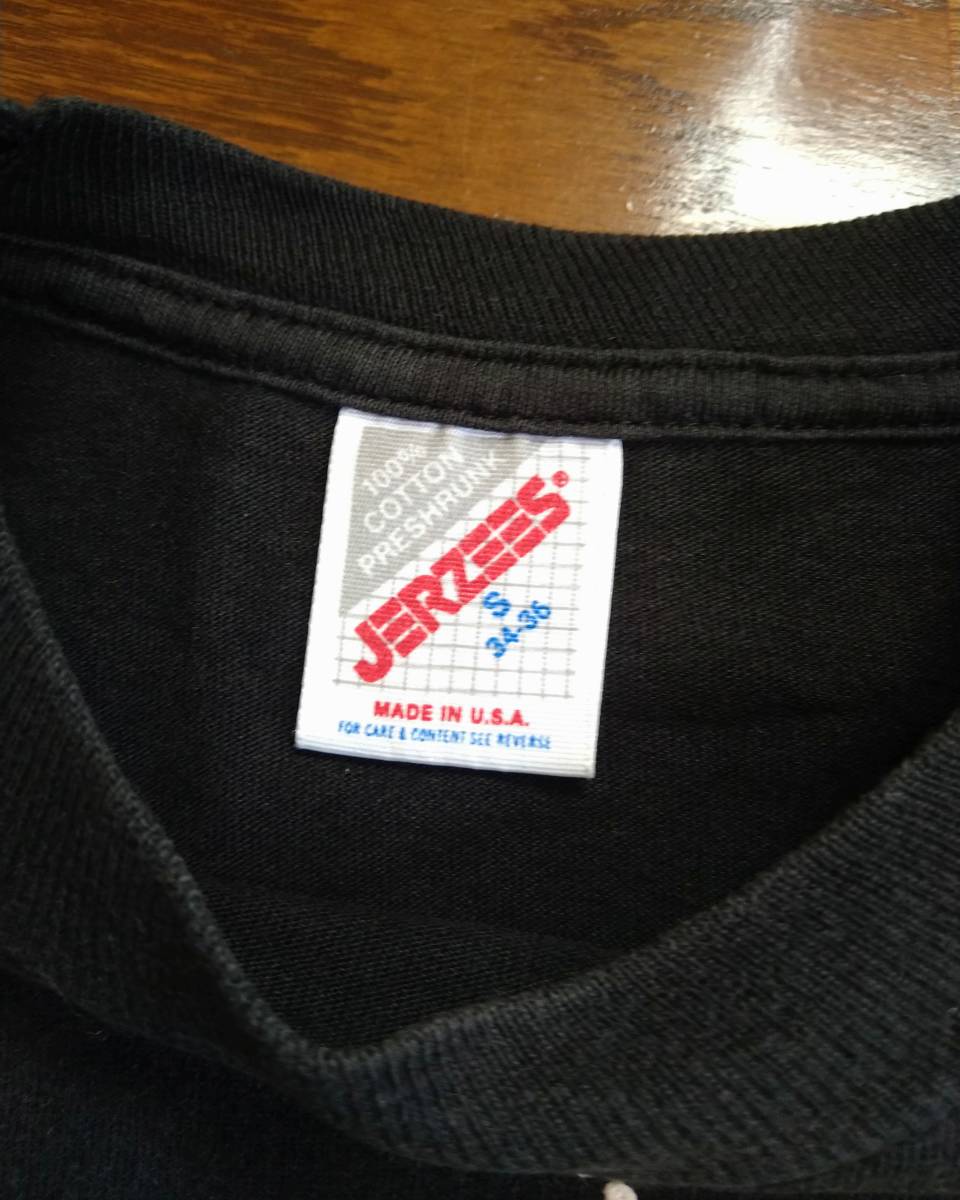 100%
COTTON
PRESHRUNK
JERZEES®
S
34-36
MADE IN U.S.A.
FOR CARE & CONTENT SEE REVERSE